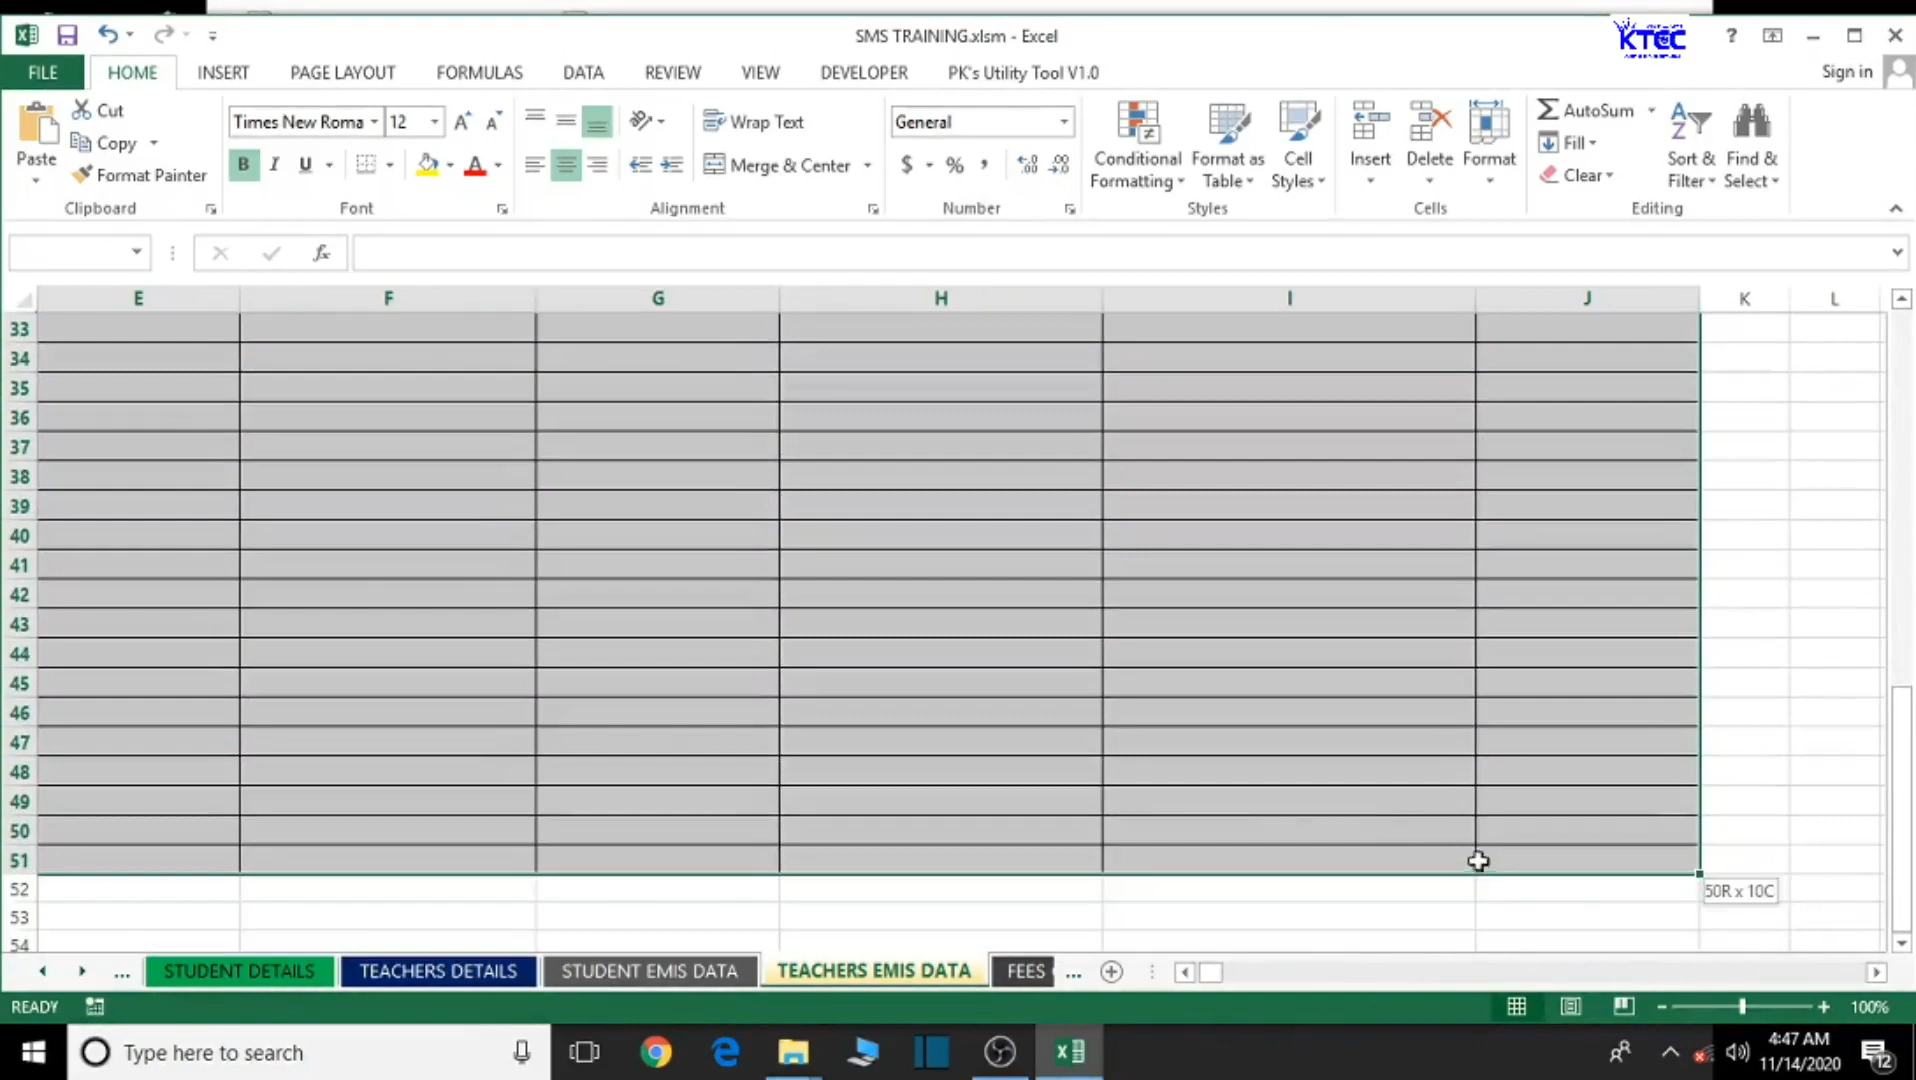 SMS TRAINING.xlsm - Excel
KTCC
?
FILE
HOME
INSERT
PAGE LAYOUT
FORMULAS
DATA
REVIEW
VIEW
DEVELOPER
PK's Utility Tool V1.0
Sign in
Paste
Cut
Copy
Format Painter
Clipboard
Times New Roma
12
B
I
U
Font
Wrap Text
Merge & Center
Alignment
General
$
%
,
Number
Conditional
Formatting
Format as
Table
Cell
Styles
Styles
Insert
Delete
Format
Cells
AutoSum
Fill
Clear
Sort &
Filter
Find &
Select
Editing
fx
E F G H I J K L
33
34
35
36
37
38
39
40
41
42
43
44
45
46
47
48
49
50
51
52
53
54
50R x 10C
...
STUDENT DETAILS
TEACHERS DETAILS
STUDENT EMIS DATA
TEACHERS EMIS DATA
FEES
...
READY
100%
Type here to search
4:47 AM
11/14/2020
12